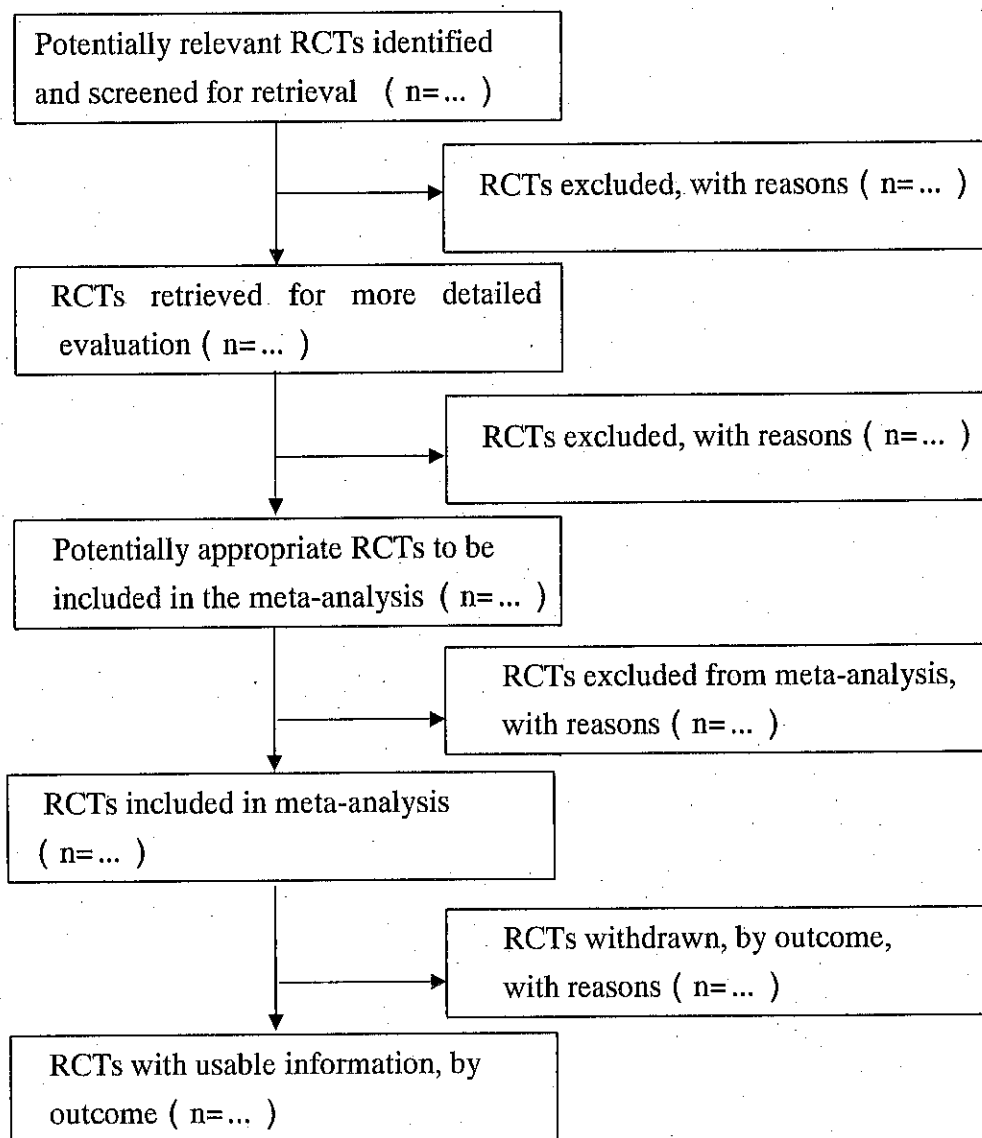 Potentially relevant RCTs identified
and screened for retrieval ( n=... )
RCTs excluded, with reasons ( n=... )
RCTs retrieved for more detailed
evaluation ( n=... )
RCTs excluded, with reasons ( n=... )
Potentially appropriate RCTs to be
included in the meta-analysis ( n=... )
RCTs excluded from meta-analysis,
with reasons ( n=... )
RCTs included in meta-analysis
( n=... )
RCTs withdrawn, by outcome,
with reasons ( n=... )
RCTs with usable information, by
outcome ( n=... )